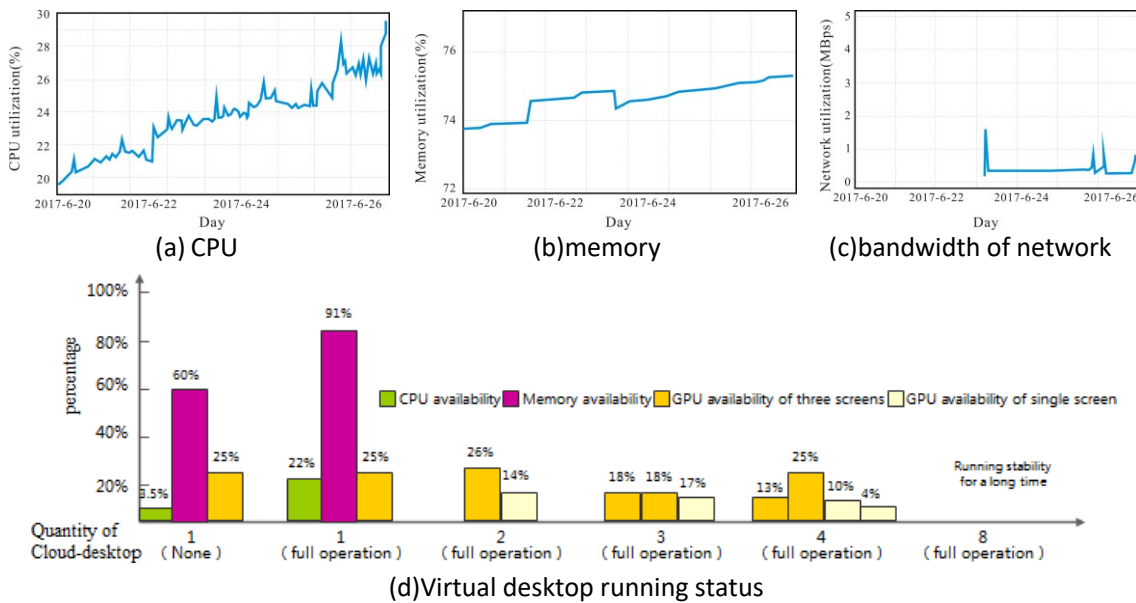 30
28
26
24
22
20
CPU utilization(%)
2017-6-20
2017-6-22
2017-6-24
2017-6-26
Day
(a) CPU
76
74
72
Memory utilization(%)
2017-6-20
2017-6-22
2017-6-24
2017-6-26
Day
(b)memory
5
4
3
2
1
0
Network utilization(MBps)
2017-6-20
2017-6-22
2017-6-24
2017-6-26
Day
(c)bandwidth of network
100%
80%
60%
40%
20%
percentage
3.5%
60%
25%
22%
91%
25%
26%
14%
18%
18%
17%
13%
25%
10%
4%
CPU availability
Memory availability
GPU availability of three screens
GPU availability of single screen
Running stability
for a long time
Quantity of
Cloud-desktop
1
(None)
1
(full operation)
2
(full operation)
3
(full operation)
4
(full operation)
8
(full operation)
(d)Virtual desktop running status